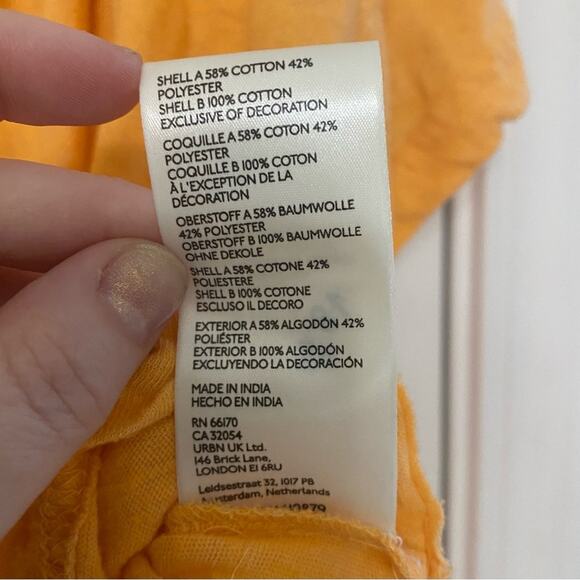 SHELL A 58% COTTON 42%
POLYESTER
SHELL B 100% COTTON
EXCLUSIVE OF DECORATION
COQUILLE A 58% COTON 42%
POLYESTER
COQUILLE B 100% COTON
À L'EXCEPTION DE LA
DÉCORATION
OBERSTOFF A 58% BAUMWOLLE
42% POLYESTER
OBERSTOFF B 100% BAUMWOLLE
OHNE DEKOLE
SHELL A 58% COTONE 42%
POLIESTERE
SHELL B 100% COTONE
ESCLUSO IL DECORO
EXTERIOR A 58% ALGODÓN 42%
POLIÉSTER
EXTERIOR B 100% ALGODÓN
EXCLUYENDO LA DECORACIÓN
MADE IN INDIA
HECHO EN INDIA
RN 66170
CA 32054
URBN UK Ltd.
146 Brick Lane,
LONDON E1 6RU
Leidsestraat 32, 1017 PB
Amsterdam, Netherlands